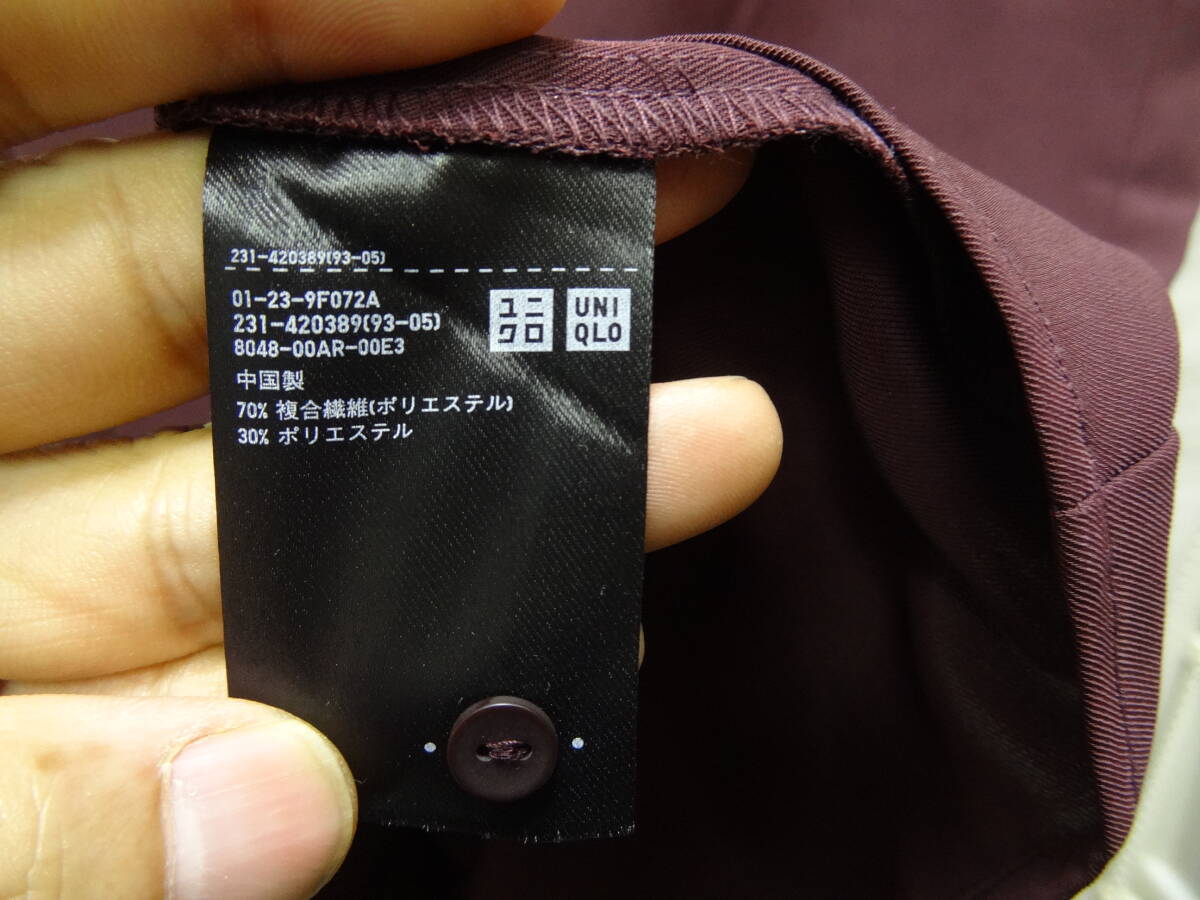 231-420389(93-05)
01-23-9F072A
231-420389(93-05)
8048-00AR-00E3
ユニ
クロ
UNI
QLO
中国製
70% 複合繊維(ポリエステル)
30% ポリエステル